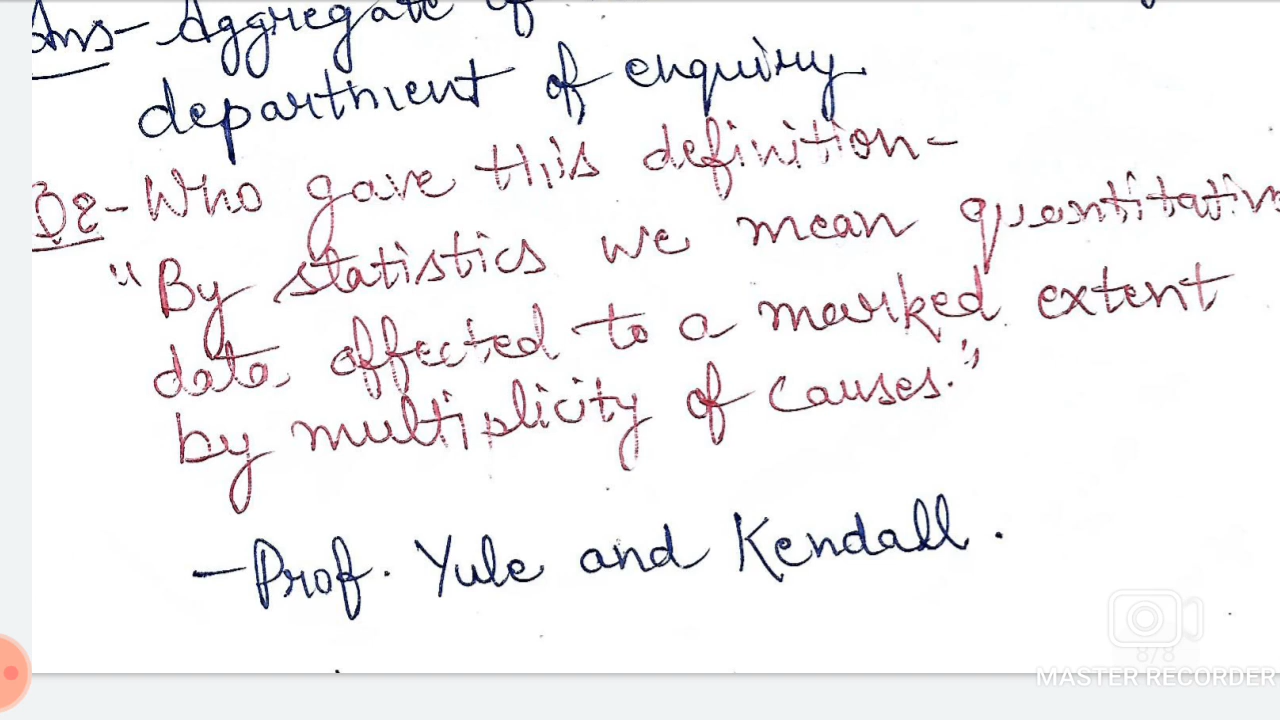 Ans- Aggregate of
department of enquiry
Q2-Who gave this definition-
"By statistics we mean quantitative
data affected to a marked extent
by multiplicity of causes."
-Prof. Yule and Kendall.
MASTER RECORDER